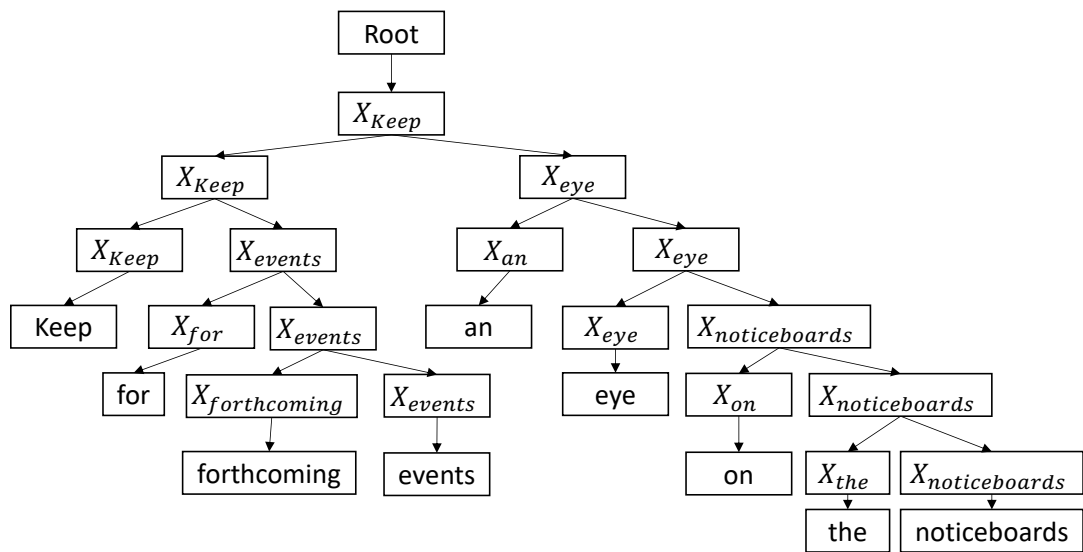 Root
X_Keep
X_Keep X_eye
X_Keep X_events X_an X_eye
Keep X_for X_events an X_eye X_noticeboards
for X_forthcoming X_events eye X_on X_noticeboards
forthcoming events on X_the X_noticeboards
the noticeboards